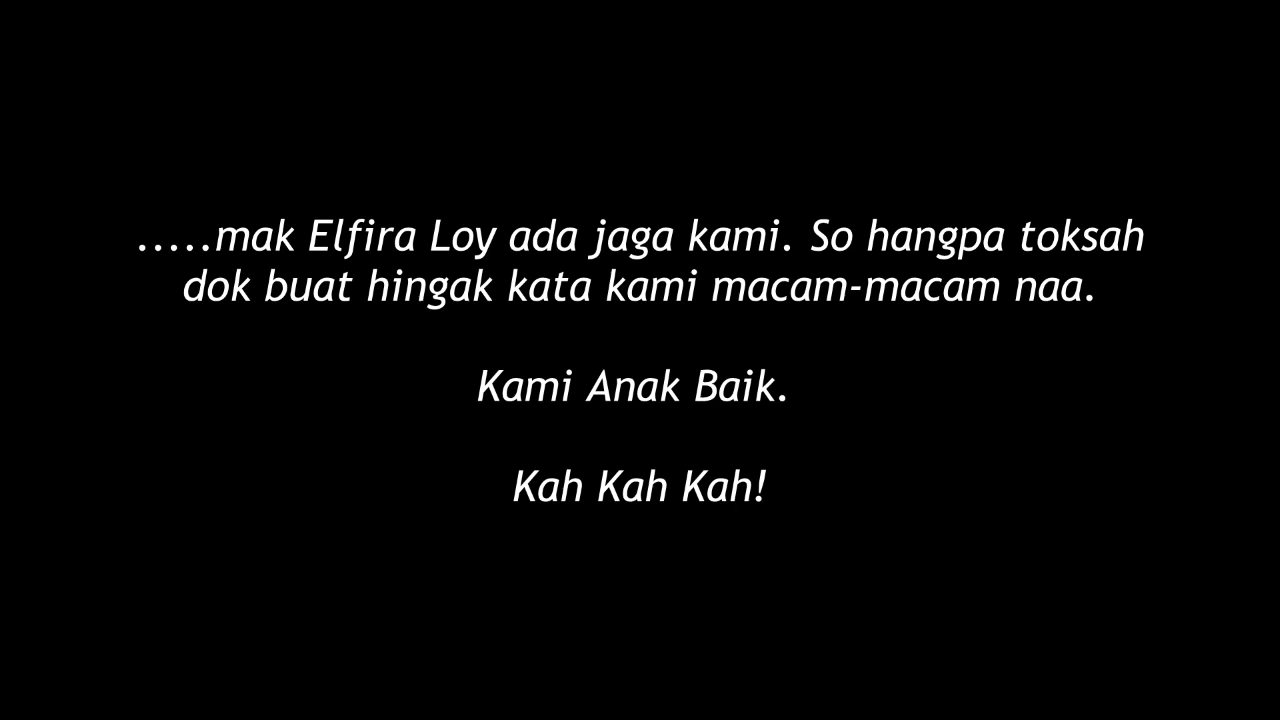 .....mak Elfira Loy ada jaga kami. So hangpa toksah
dok buat hingak kata kami macam-macam naa.
Kami Anak Baik.
Kah Kah Kah!